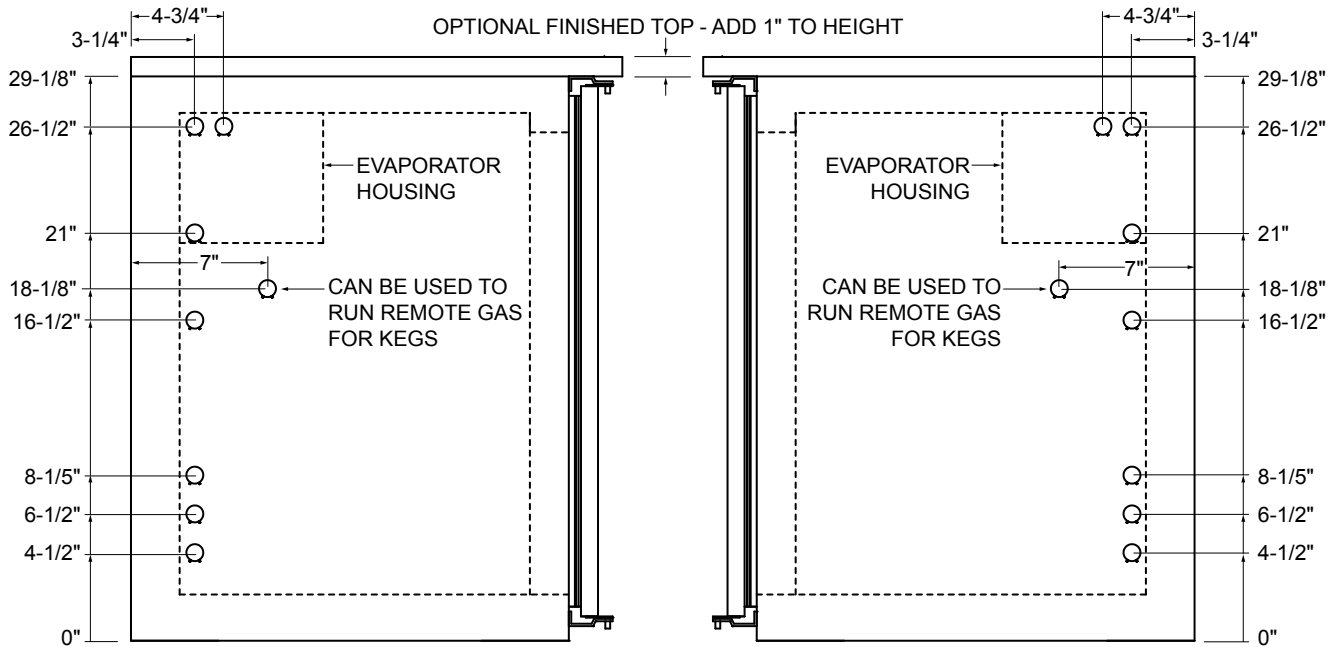 4-3/4"
OPTIONAL FINISHED TOP - ADD 1" TO HEIGHT
4-3/4"
3-1/4"
3-1/4"
29-1/8"
29-1/8"
26-1/2"
26-1/2"
EVAPORATOR
HOUSING
EVAPORATOR
HOUSING
21"
21"
7"
7"
18-1/8"
CAN BE USED TO
RUN REMOTE GAS
FOR KEGS
CAN BE USED TO
RUN REMOTE GAS
FOR KEGS
18-1/8"
16-1/2"
16-1/2"
8-1/5"
8-1/5"
6-1/2"
6-1/2"
4-1/2"
4-1/2"
0"
0"